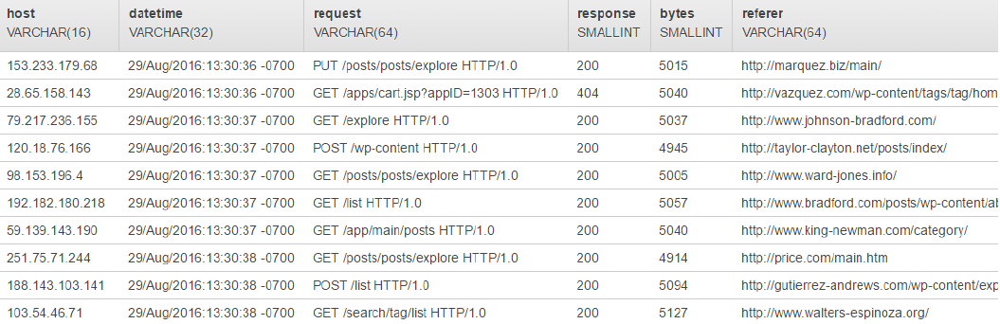 host datetime request response bytes referer
VARCHAR(16) VARCHAR(32) VARCHAR(64) SMALLINT SMALLINT VARCHAR(64)
153.233.179.68 29/Aug/2016:13:30:36 -0700 PUT /posts/posts/explore HTTP/1.0 200 5015 http://marquez.biz/main/
28.65.158.143 29/Aug/2016:13:30:36 -0700 GET /apps/cart.jsp?appID=1303 HTTP/1.0 404 5040 http://vazquez.com/wp-content/tags/tag/hom
79.217.236.155 29/Aug/2016:13:30:37 -0700 GET /explore HTTP/1.0 200 5037 http://www.johnson-bradford.com/
120.18.76.166 29/Aug/2016:13:30:37 -0700 POST /wp-content HTTP/1.0 200 4945 http://taylor-clayton.net/posts/index/
98.153.196.4 29/Aug/2016:13:30:37 -0700 GET /posts/posts/explore HTTP/1.0 200 5005 http://www.ward-jones.info/
192.182.180.218 29/Aug/2016:13:30:37 -0700 GET /list HTTP/1.0 200 5057 http://www.bradford.com/posts/wp-content/ab
59.139.143.190 29/Aug/2016:13:30:37 -0700 GET /app/main/posts HTTP/1.0 200 5040 http://www.king-newman.com/category/
251.75.71.244 29/Aug/2016:13:30:38 -0700 GET /posts/posts/explore HTTP/1.0 200 4914 http://price.com/main.htm
188.143.103.141 29/Aug/2016:13:30:38 -0700 POST /list HTTP/1.0 200 5094 http://gutierrez-andrews.com/wp-content/exp
103.54.46.71 29/Aug/2016:13:30:38 -0700 GET /search/tag/list HTTP/1.0 200 5127 http://www.walters-espinoza.org/